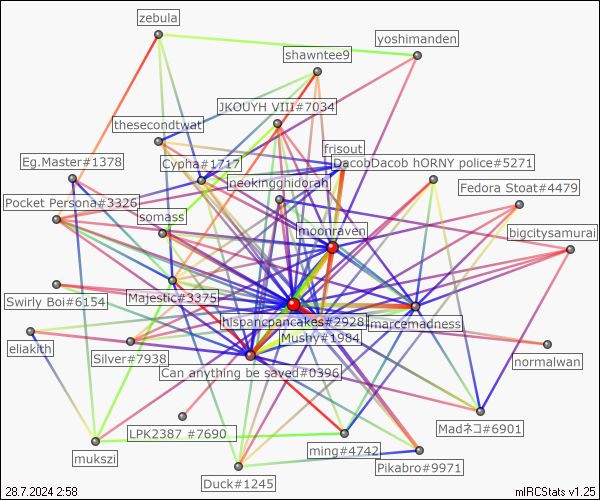 zebula
yoshimanden
shawntee9
JKOUYH VIII#7034
thesecondtwat
frisout
Eg.Master#1378
Cypha#1717
DacobDacob hORNY police#5271
neokingghidorah
Fedora Stoat#4479
Pocket Persona#3326
somass
moonraven
bigcitysamurai
Majestic#3375
Swirly Boi#6154
hispancpancakes#2928
marcemadness
Mushy#1984
eliakith
Silver#7938
normalwan
Can anything be saved#0396
LPK2387 #7690
Madネコ#6901
mukszi
ming#4742
Pikabro#9971
Duck#1245
28.7.2024 2:58
mIRCStats v1.25